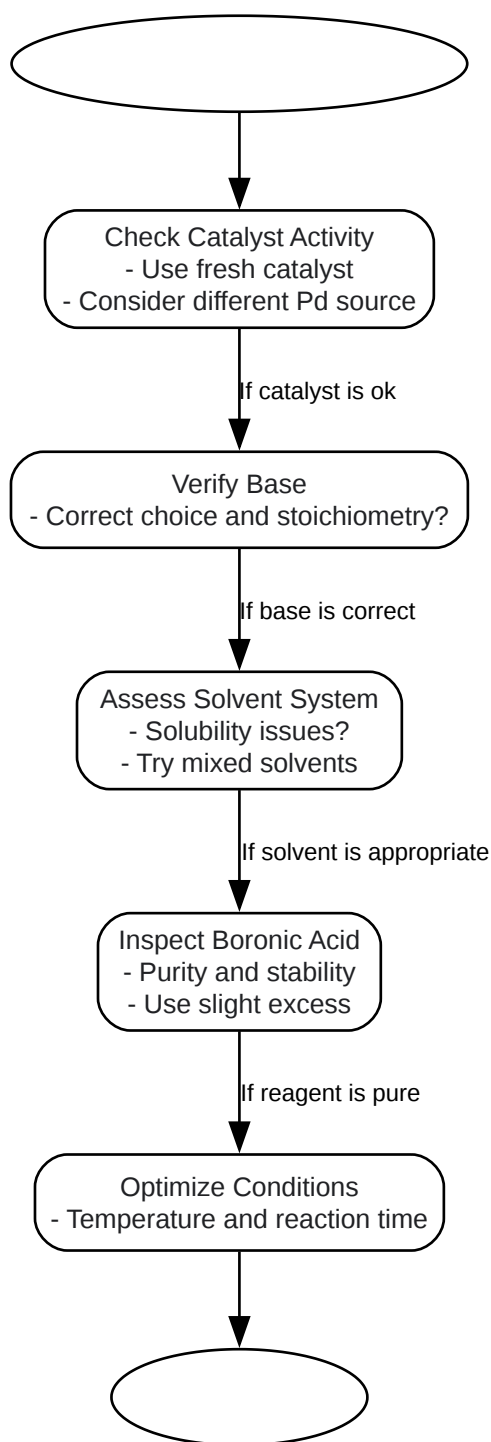 Check Catalyst Activity
- Use fresh catalyst
- Consider different Pd source
If catalyst is ok
Verify Base
- Correct choice and stoichiometry?
If base is correct
Assess Solvent System
- Solubility issues?
- Try mixed solvents
If solvent is appropriate
Inspect Boronic Acid
- Purity and stability
- Use slight excess
If reagent is pure
Optimize Conditions
- Temperature and reaction time